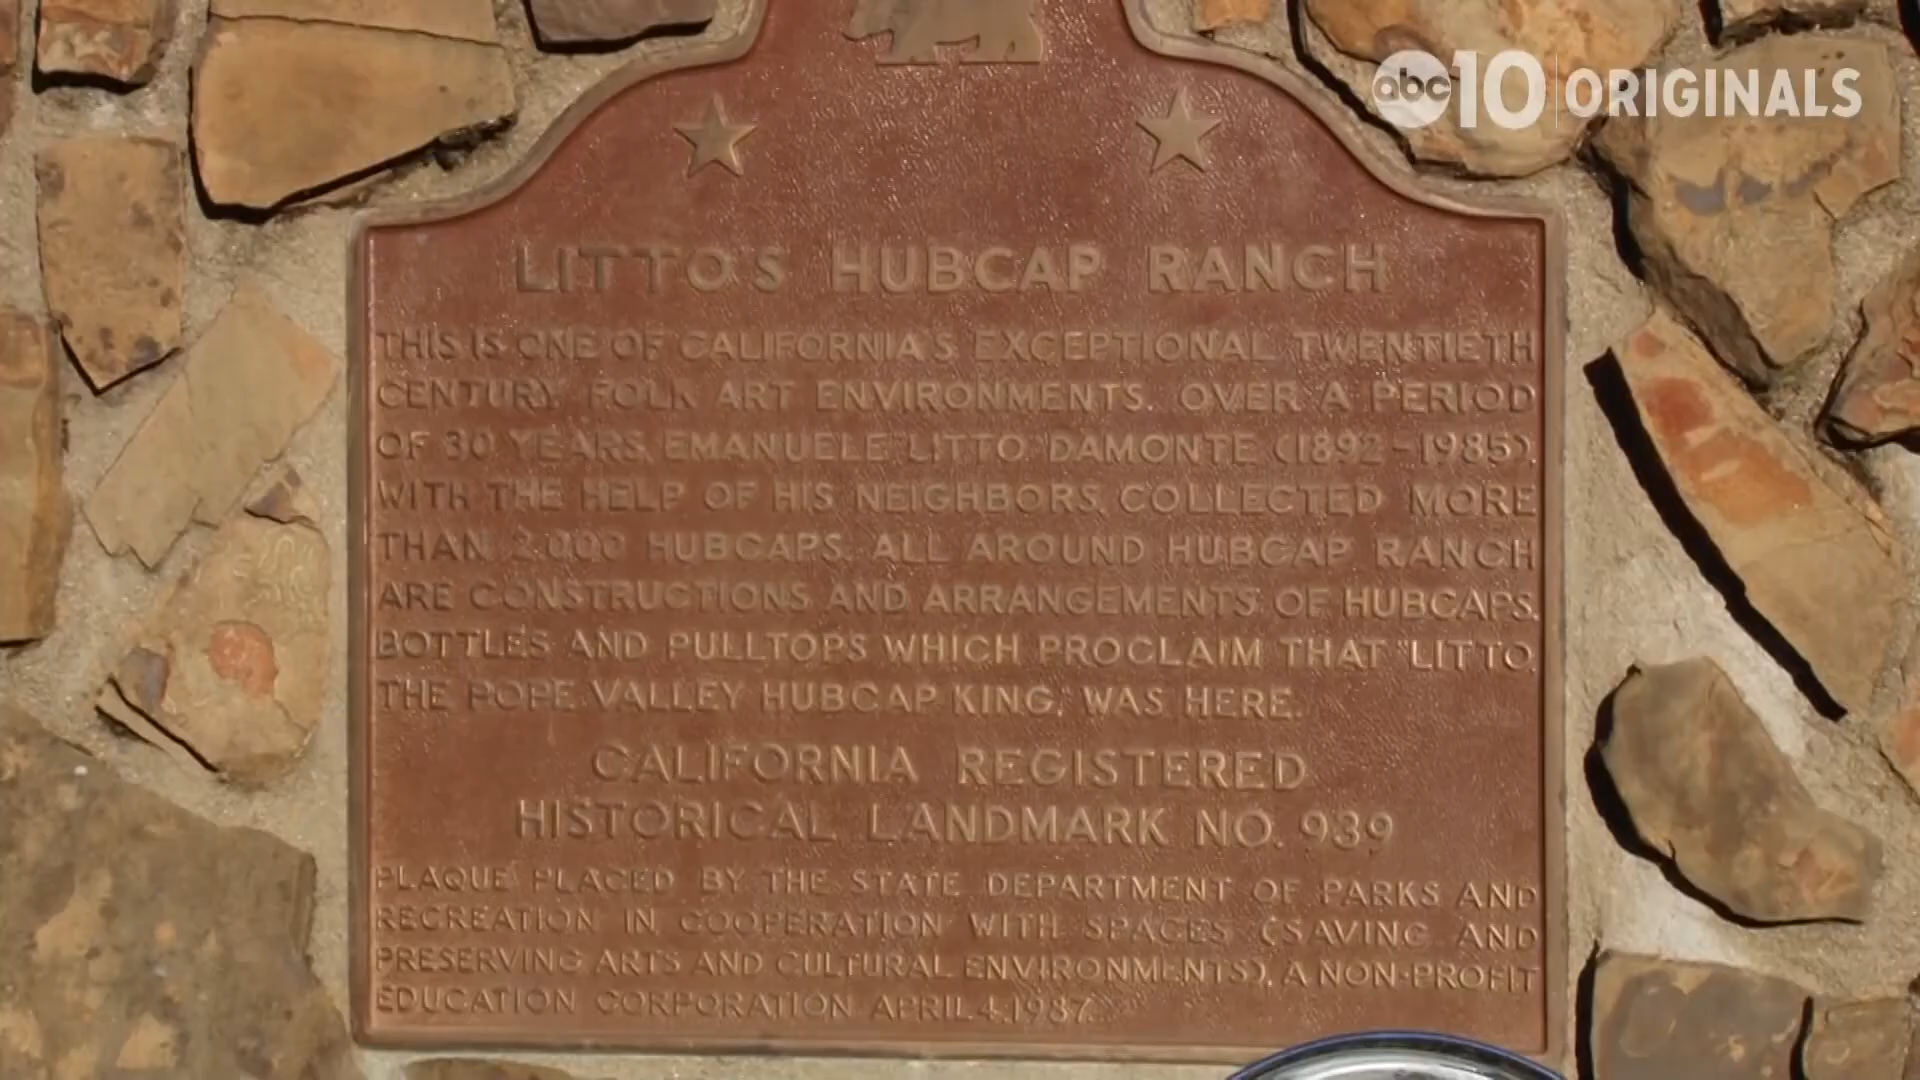 abc10 ORIGINALS
LITTO'S HUBCAP RANCH
THIS IS ONE OF CALIFORNIA'S EXCEPTIONAL TWENTIETH
CENTURY FOLK ART ENVIRONMENTS. OVER A PERIOD
OF 30 YEARS, EMANUELE "LITTO" DAMONTE (1892-1985),
WITH THE HELP OF HIS NEIGHBORS, COLLECTED MORE
THAN 2,000 HUBCAPS. ALL AROUND HUBCAP RANCH
ARE CONSTRUCTIONS AND ARRANGEMENTS OF HUBCAPS,
BOTTLES AND PULLTOPS WHICH PROCLAIM THAT "LITTO,
THE POPE VALLEY HUBCAP KING," WAS HERE.
CALIFORNIA REGISTERED
HISTORICAL LANDMARK NO. 939
PLAQUE PLACED BY THE STATE DEPARTMENT OF PARKS AND
RECREATION IN COOPERATION WITH SPACES (SAVING AND
PRESERVING ARTS AND CULTURAL ENVIRONMENTS), A NON-PROFIT
EDUCATION CORPORATION APRIL 4, 1987.